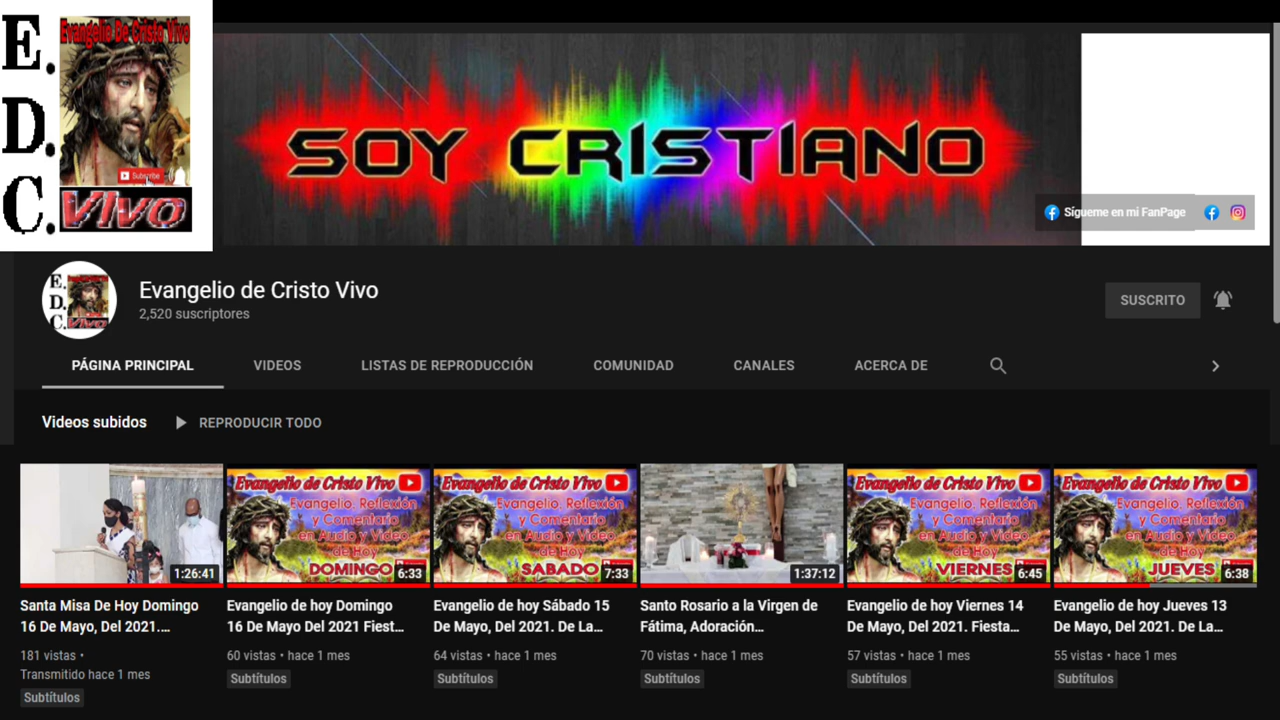 E.
D.
C.
Evangelio De Cristo Vivo
Subscribe
Vivo
SOY CRISTIANO
Sígueme en mi FanPage
E.
D.
C.
Vivo
Evangelio de Cristo Vivo
2,520 suscriptores
SUSCRITO
PÁGINA PRINCIPAL
VIDEOS
LISTAS DE REPRODUCCIÓN
COMUNIDAD
CANALES
ACERCA DE
Videos subidos
REPRODUCIR TODO
1:26:41
Santa Misa De Hoy Domingo
16 De Mayo, Del 2021....
181 vistas •
Transmitido hace 1 mes
Subtítulos
Evangelio de Cristo Vivo
Evangelio, Reflexión
y Comentario
en Audio y Video
de Hoy
DOMINGO
6:33
Evangelio de hoy Domingo
16 De Mayo Del 2021 Fiest...
60 vistas • hace 1 mes
Subtítulos
Evangelio de Cristo Vivo
Evangelio, Reflexión
y Comentario
en Audio y Video
de Hoy
SABADO
7:33
Evangelio de hoy Sábado 15
De Mayo, Del 2021. De La...
64 vistas • hace 1 mes
Subtítulos
1:37:12
Santo Rosario a la Virgen de
Fátima, Adoración...
70 vistas • hace 1 mes
Subtítulos
Evangelio de Cristo Vivo
Evangelio, Reflexión
y Comentario
en Audio y Video
de Hoy
VIERNES
6:45
Evangelio de hoy Viernes 14
De Mayo, Del 2021. Fiesta...
57 vistas • hace 1 mes
Subtítulos
Evangelio de Cristo Vivo
Evangelio, Reflexión
y Comentario
en Audio y Video
de Hoy
JUEVES
6:38
Evangelio de hoy Jueves 13
De Mayo, Del 2021. De La...
55 vistas • hace 1 mes
Subtítulos